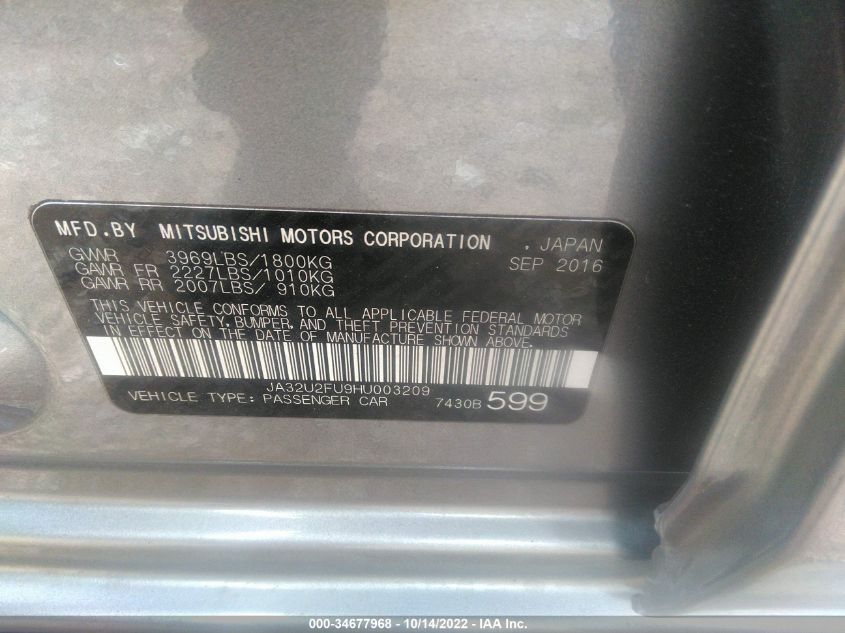 MFD.BY MITSUBISHI MOTORS CORPORATION , JAPAN
GVWR 3969LBS/1800KG SEP 2016
GAWR FR 2227LBS/1010KG
GAWR RR 2007LBS/ 910KG
THIS VEHICLE CONFORMS TO ALL APPLICABLE FEDERAL MOTOR
VEHICLE SAFETY, BUMPER, AND THEFT PREVENTION STANDARDS
IN EFFECT ON THE DATE OF MANUFACTURE SHOWN ABOVE.
JA32U2FU9HU003209
VEHICLE TYPE: PASSENGER CAR 7430B 599
000-34677968 - 10/14/2022 - IAA Inc.